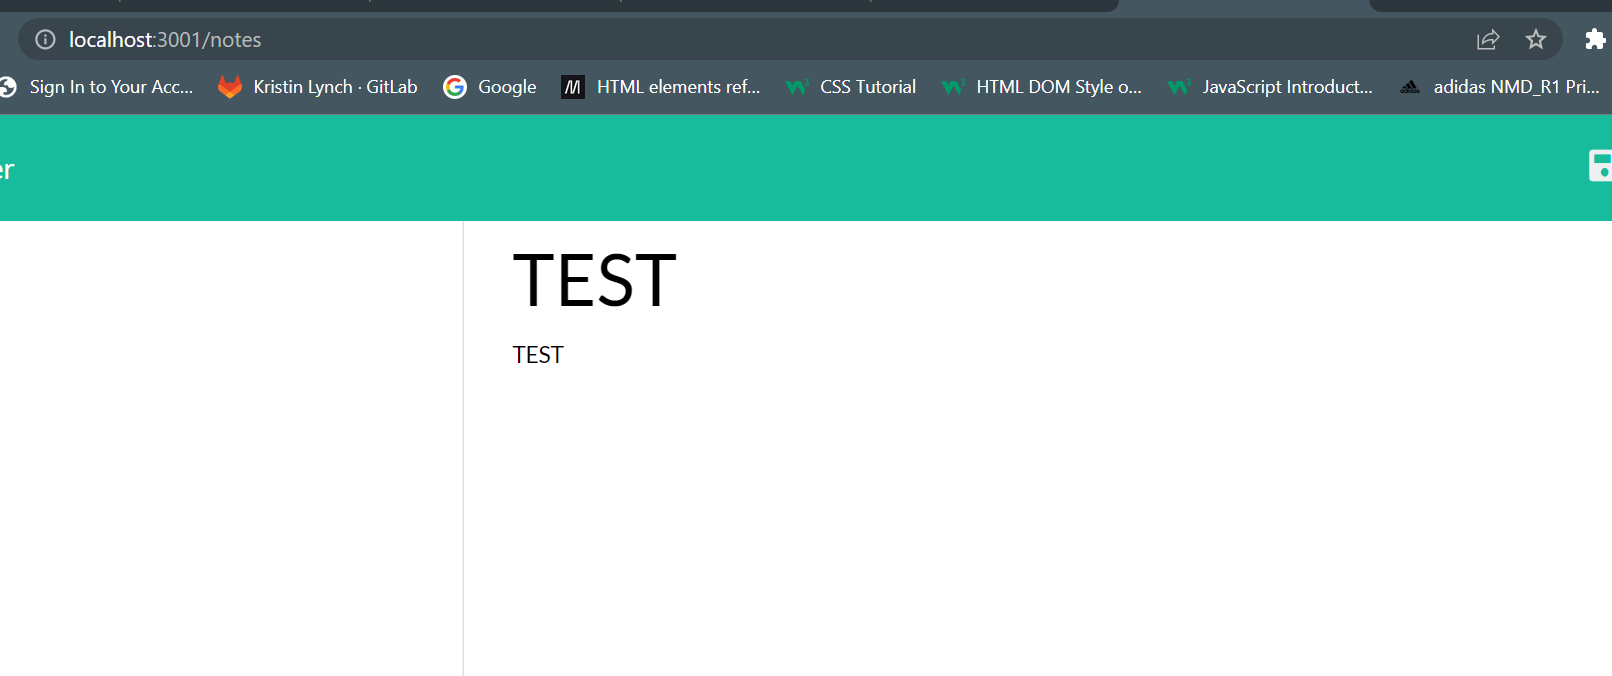 localhost:3001/notes
Sign In to Your Acc... Kristin Lynch · GitLab Google HTML elements ref... CSS Tutorial HTML DOM Style o... JavaScript Introduct... adidas NMD_R1 Pri...
er
TEST
TEST